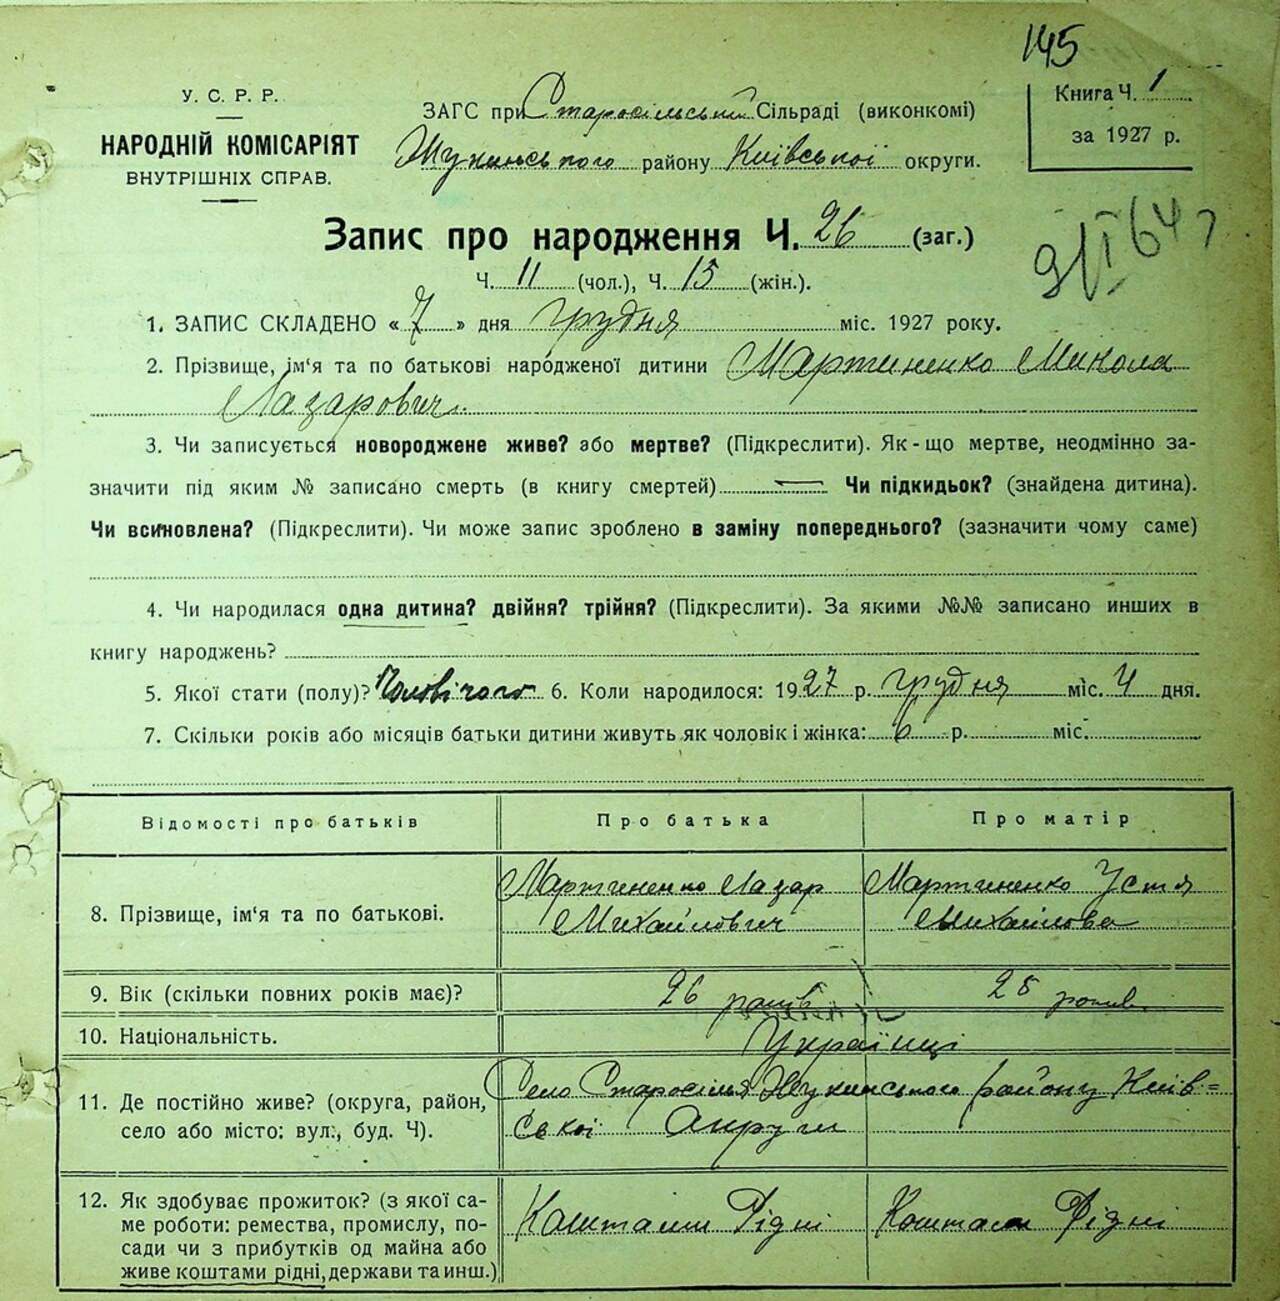 145
У. С. Р. Р.
НАРОДНІЙ КОМІСАРІЯТ
ВНУТРІШНІХ СПРАВ.
ЗАГС при Старосільський Сільраді (виконкомі)
Жукинського району Київської округи.
Книга Ч. 1
за 1927 р.
Запис про народження Ч. 26 (заг.)
Ч. 11 (чол.), Ч. 15 (жін.).
1. ЗАПИС СКЛАДЕНО « 7 » дня грудня міс. 1927 року.
2. Прізвище, ім'я та по батькові народженої дитини Мартиненко Микола
Лазарович.
3. Чи записується новороджене живе? або мертве? (Підкреслити). Як-що мертве, неодмінно за-
значити під яким № записано смерть (в книгу смертей) Чи підкидьок? (знайдена дитина).
Чи всиновлена? (Підкреслити). Чи може запис зроблено в заміну попереднього? (зазначити чому саме)
4. Чи народилася одна дитина? двійня? трійня? (Підкреслити). За якими №№ записано инших в
книгу народжень?
5. Якої стати (полу)? Чоловічого 6. Коли народилося: 1927 р. грудня міс. 4 дня.
7. Скільки років або місяців батьки дитини живуть як чоловік і жінка: 6 р. міс.
Відомості про батьків Про батька Про матір
8. Прізвище, ім'я та по батькові. Мартиненко Лазар Михайлович Мартиненко Устя Михайлова
9. Вік (скільки повних років має)? 26 років 25 років
10. Національність. Українці
11. Де постійно живе? (округа, район, Село Старосілля Жукинського району Київ=
село або місто: вул., буд. Ч). ської Округи
12. Як здобуває прожиток? (з якої са- Коштами Рідні Коштами Рідні
ме роботи: ремества, промислу, по-
сади чи з прибутків од майна або
живе коштами рідні, держави та инш.)